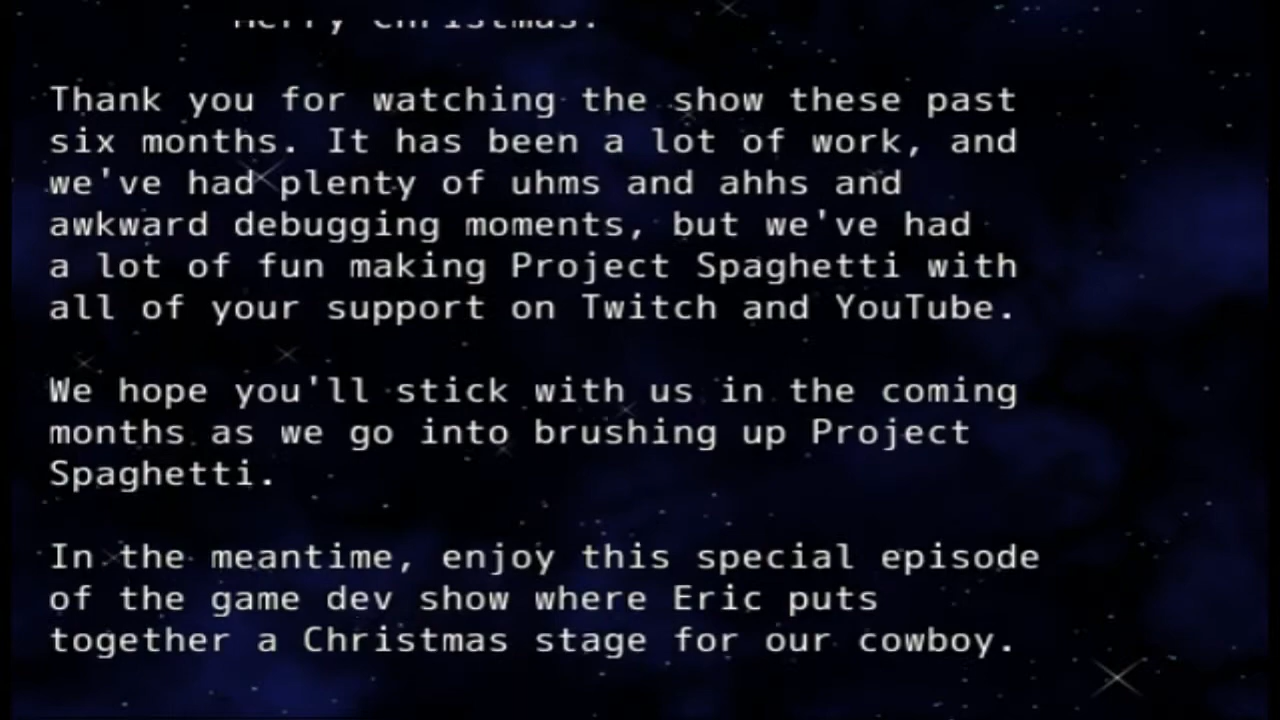 Merry Christmas.
Thank you for watching the show these past
six months. It has been a lot of work, and
we've had plenty of uhms and ahhs and
awkward debugging moments, but we've had
a lot of fun making Project Spaghetti with
all of your support on Twitch and YouTube.
We hope you'll stick with us in the coming
months as we go into brushing up Project
Spaghetti.
In the meantime, enjoy this special episode
of the game dev show where Eric puts
together a Christmas stage for our cowboy.